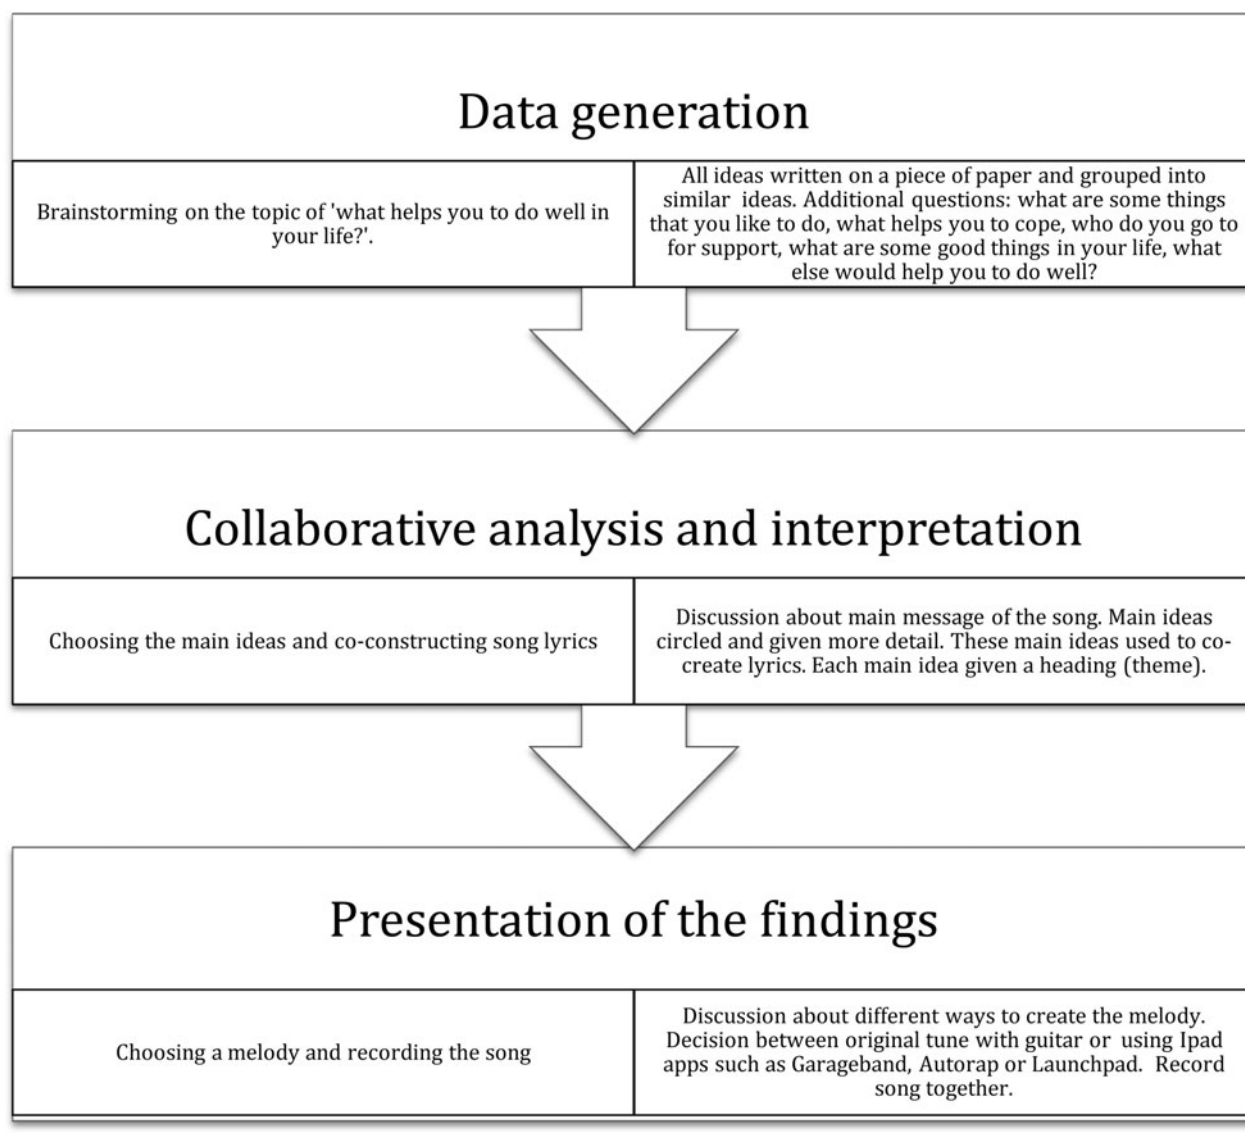 Data generation
Brainstorming on the topic of 'what helps you to do well in
your life?'.
All ideas written on a piece of paper and grouped into
similar ideas. Additional questions: what are some things
that you like to do, what helps you to cope, who do you go to
for support, what are some good things in your life, what
else would help you to do well?
Collaborative analysis and interpretation
Choosing the main ideas and co-constructing song lyrics
Discussion about main message of the song. Main ideas
circled and given more detail. These main ideas used to co-
create lyrics. Each main idea given a heading (theme).
Presentation of the findings
Choosing a melody and recording the song
Discussion about different ways to create the melody.
Decision between original tune with guitar or using Ipad
apps such as Garageband, Autorap or Launchpad. Record
song together.